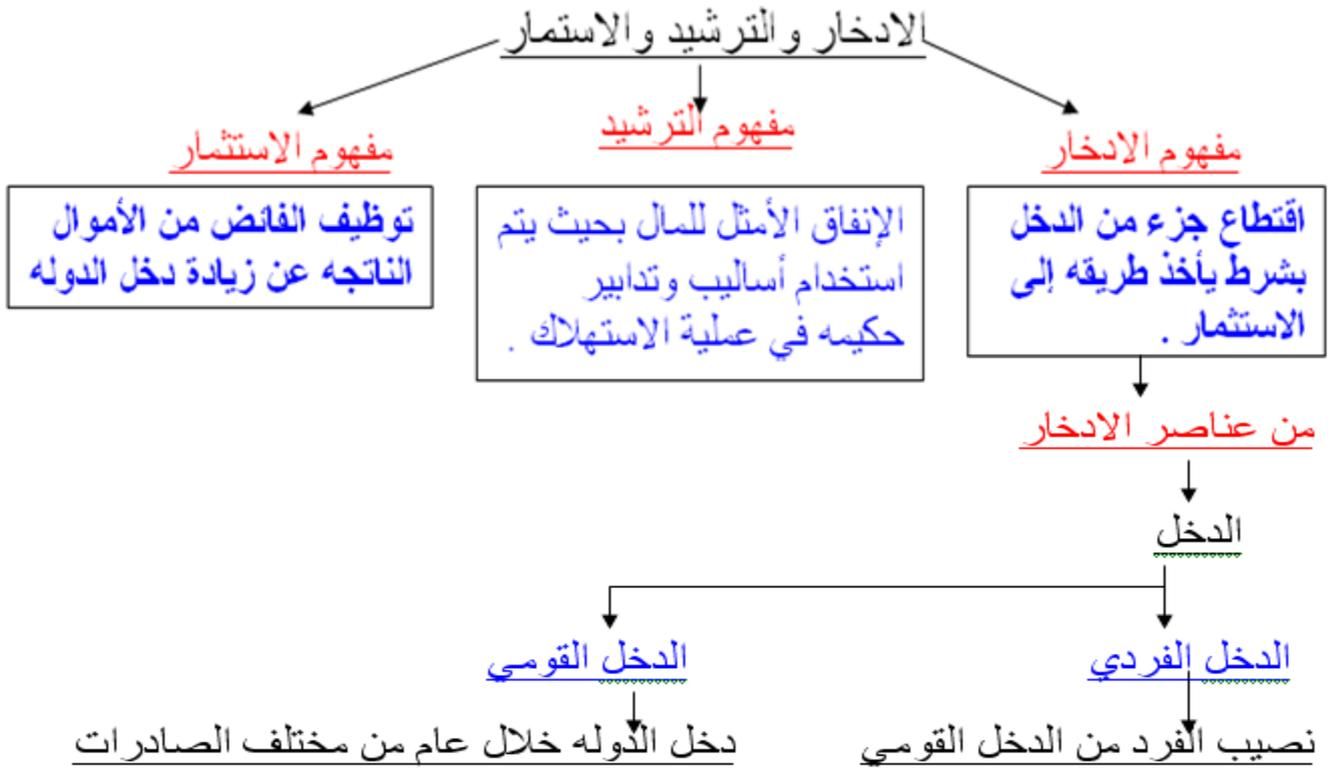 الادخار والترشيد والاستمار
مفهوم الادخار
مفهوم الترشيد
مفهوم الاستثمار
اقتطاع جزء من الدخل
بشرط يأخذ طريقه إلى
الاستثمار .
الإنفاق الأمثل للمال بحيث يتم
استخدام أساليب وتدابير
حكيمه في عملية الاستهلاك .
توظيف الفائض من الأموال
الناتجه عن زيادة دخل الدوله
من عناصر الادخار
الدخل
الدخل الفردي
الدخل القومي
نصيب الفرد من الدخل القومي
دخل الدوله خلال عام من مختلف الصادرات